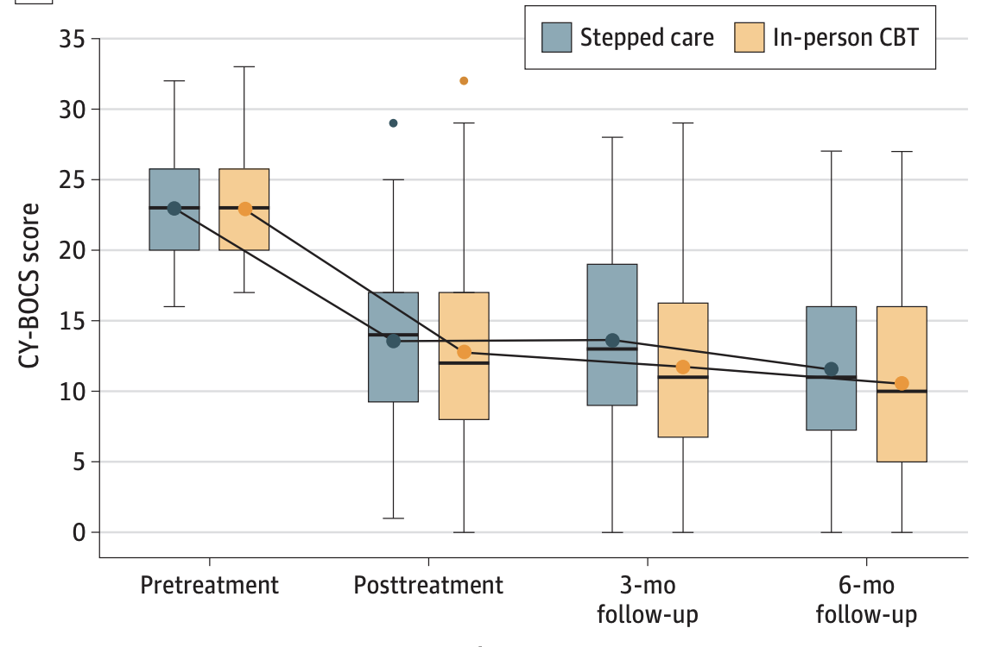 Stepped care
In-person CBT
35
30
25
20
15
10
5
0
CY-BOCS score
Pretreatment
Posttreatment
3-mo
follow-up
6-mo
follow-up